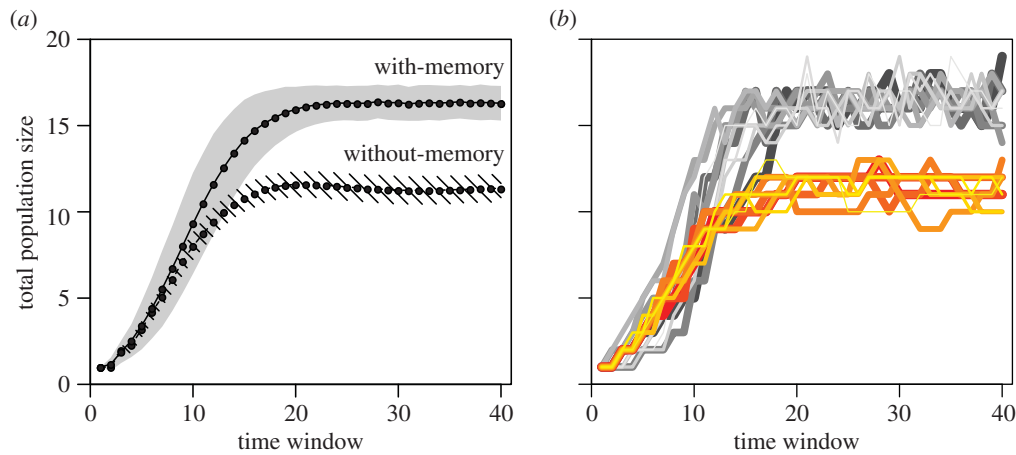 (a)
(b)
20
15
10
5
0
total population size
with-memory
without-memory
0 10 20 30 40
time window
0 10 20 30 40
time window